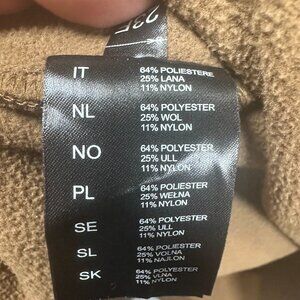 IT
64% POLIESTERE
25% LANA
11% NYLON
NL
64% POLYESTER
25% WOL
11% NYLON
NO
64% POLYESTER
25% ULL
11% NYLON
PL
64% POLIESTER
25% WEŁNA
11% NYLON
SE
64% POLYESTER
25% ULL
11% NYLON
SL
64% POLIESTER
25% VOLNA
11% NAJLON
SK
64% POLYESTER
25% VLNA
11% NYLON